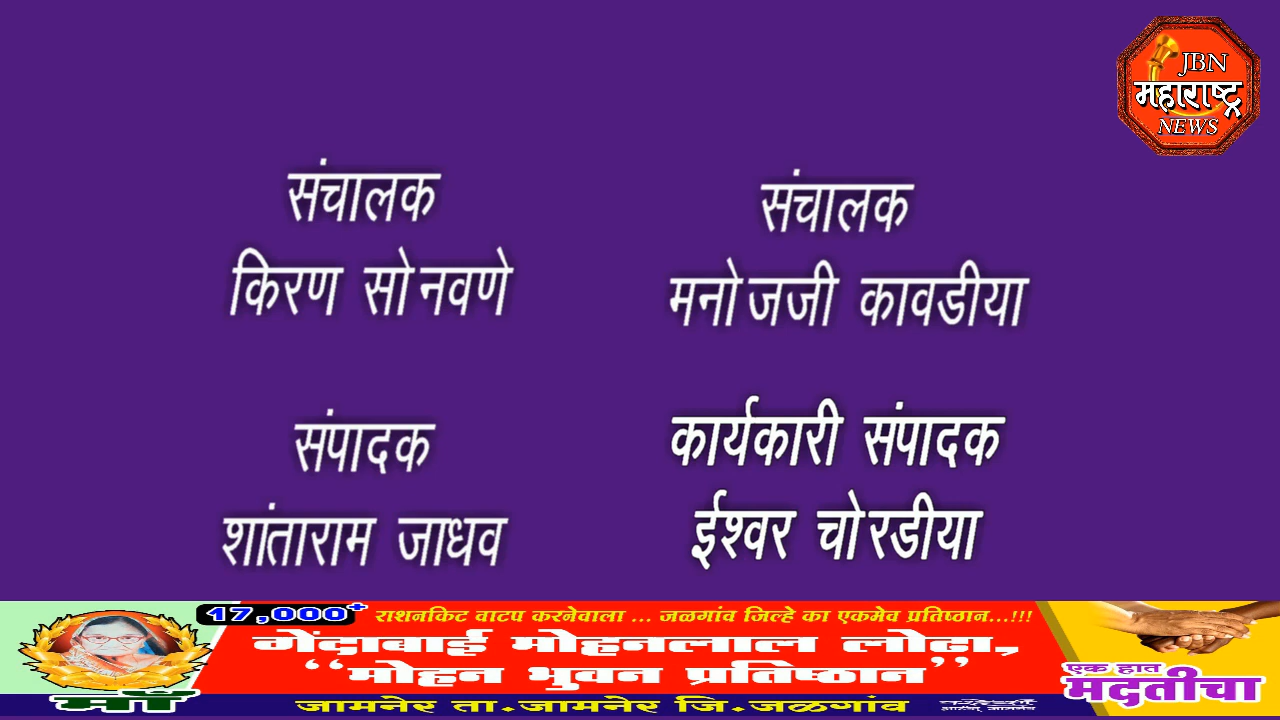 JBN
महाराष्ट्र
NEWS
संचालक
किरण सोनवणे
संचालक
मनोजजी कावडीया
संपादक
शांताराम जाधव
कार्यकारी संपादक
ईश्वर चोरडीया
17,000+ राशनकिट वाटप करनेवाला ... जळगांव जिल्हे का एकमेव प्रतिष्ठान...!!!
गेंदाबाई मोहनलाल लोढा,
“मोहन भुवन प्रतिष्ठान”
जामनेर ता.जामनेर जि.जळगांव
माँ
एक हात
मदतीचा